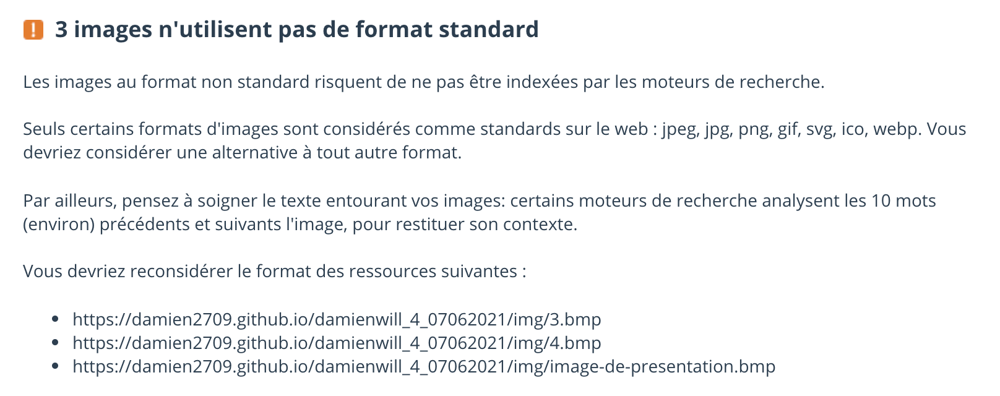 3 images n'utilisent pas de format standard
Les images au format non standard risquent de ne pas être indexées par les moteurs de recherche.
Seuls certains formats d'images sont considérés comme standards sur le web : jpeg, jpg, png, gif, svg, ico, webp. Vous
devriez considérer une alternative à tout autre format.
Par ailleurs, pensez à soigner le texte entourant vos images: certains moteurs de recherche analysent les 10 mots
(environ) précédents et suivants l'image, pour restituer son contexte.
Vous devriez reconsidérer le format des ressources suivantes :
• https://damien2709.github.io/damienwill_4_07062021/img/3.bmp
• https://damien2709.github.io/damienwill_4_07062021/img/4.bmp
• https://damien2709.github.io/damienwill_4_07062021/img/image-de-presentation.bmp